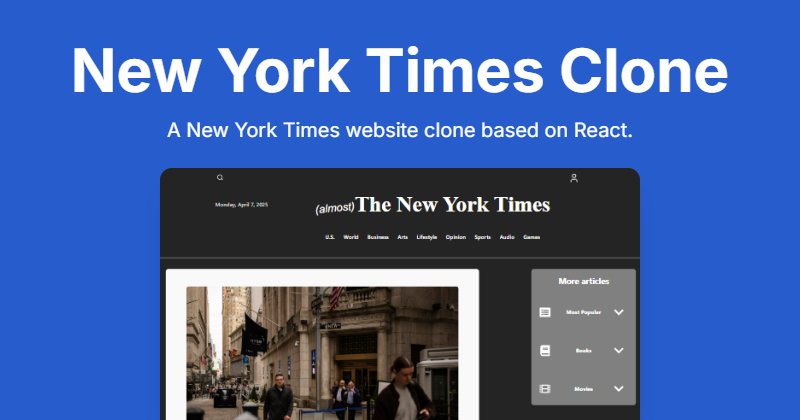 New York Times Clone
A New York Times website clone based on React.
Monday, April 7, 2025
(almost)The New York Times
U.S. World Business Arts Lifestyle Opinion Sports Audio Games
More articles
Most Popular
Books
Movies